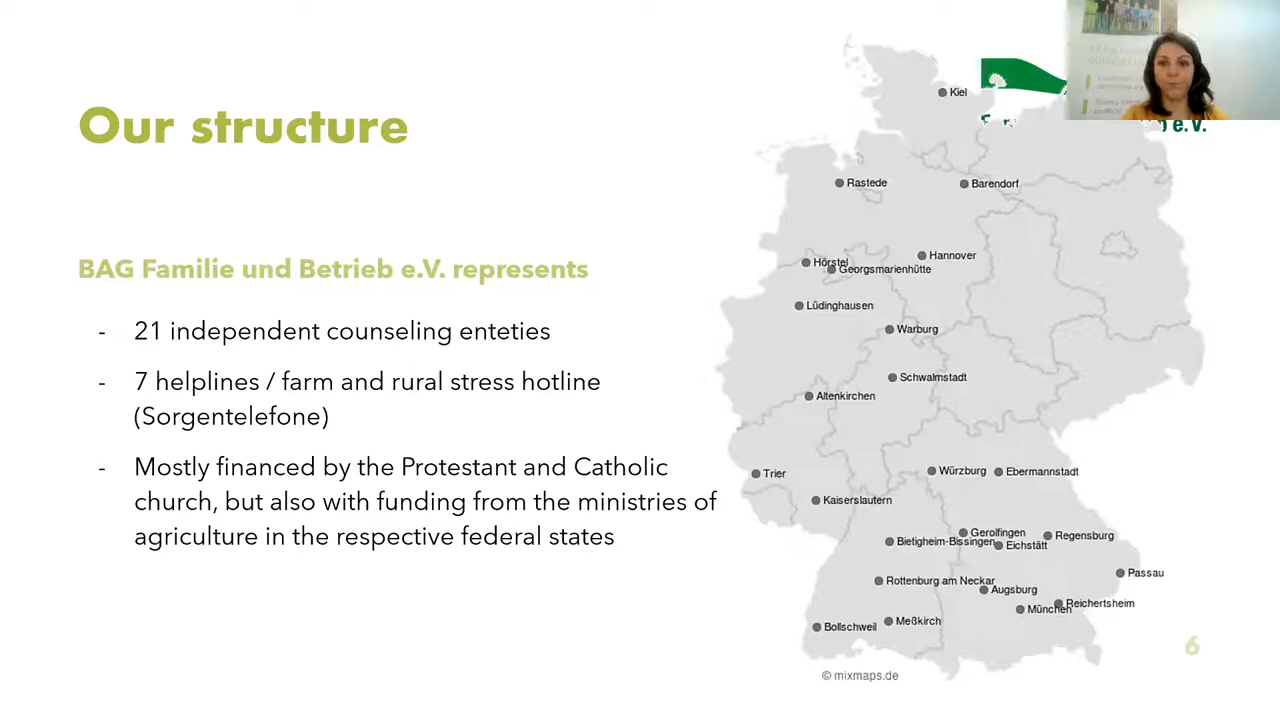 Our structure
BAG Familie und Betrieb e.V. represents
- 21 independent counseling enteties
- 7 helplines / farm and rural stress hotline
(Sorgentelefone)
- Mostly financed by the Protestant and Catholic
church, but also with funding from the ministries of
agriculture in the respective federal states
Kiel
e.V.
Rastede
Barendorf
Hannover
Hörstel
Georgsmarienhütte
Lüdinghausen
Warburg
Schwalmstadt
Altenkirchen
Trier
Würzburg
Ebermannstadt
Kaiserslautern
Gerolfingen
Regensburg
Bietigheim-Bissingen
Eichstätt
Passau
Rottenburg am Neckar
Augsburg
Reichertsheim
München
Meßkirch
Bollschweil
6
© mixmaps.de